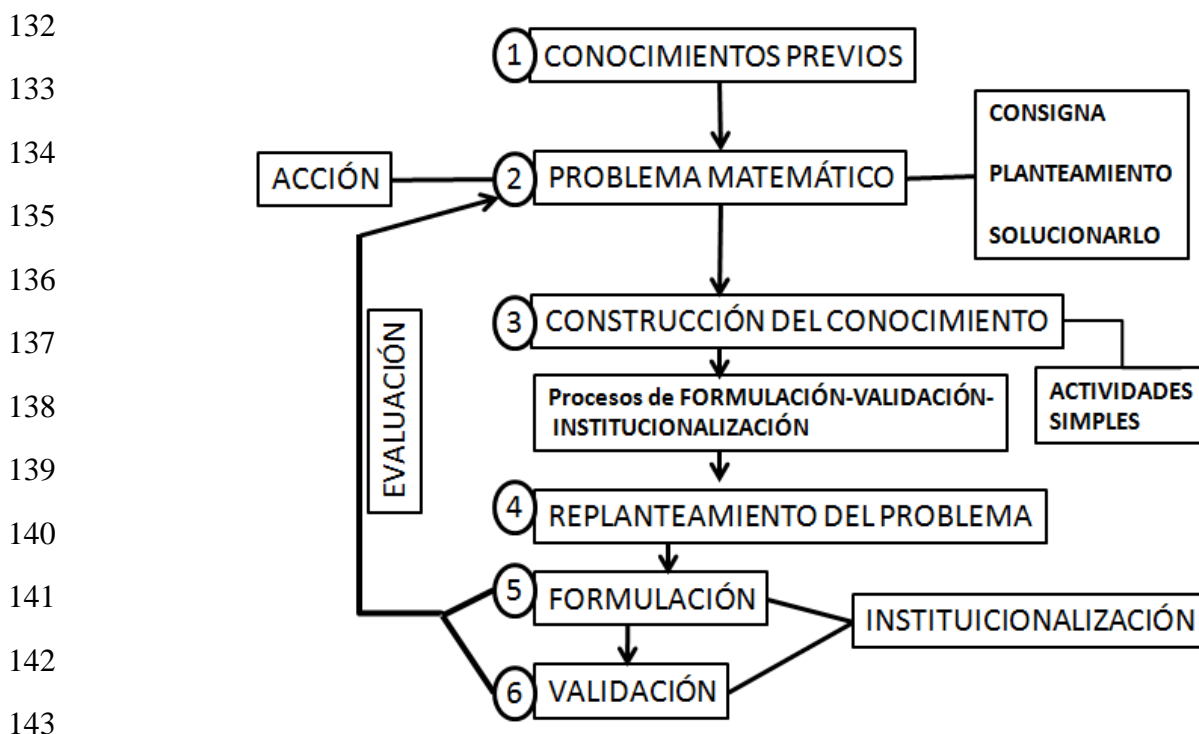 132
1 CONOCIMIENTOS PREVIOS
133
CONSIGNA
134
ACCIÓN
2 PROBLEMA MATEMÁTICO
PLANTEAMIENTO
135
SOLUCIONARLO
136
3 CONSTRUCCIÓN DEL CONOCIMIENTO
137
EVALUACIÓN
138
Procesos de FORMULACIÓN-VALIDACIÓN-
INSTITUCIONALIZACIÓN
ACTIVIDADES
SIMPLES
139
4 REPLANTEAMIENTO DEL PROBLEMA
140
141
5 FORMULACIÓN
INSTITUICIONALIZACIÓN
142
6 VALIDACIÓN
143